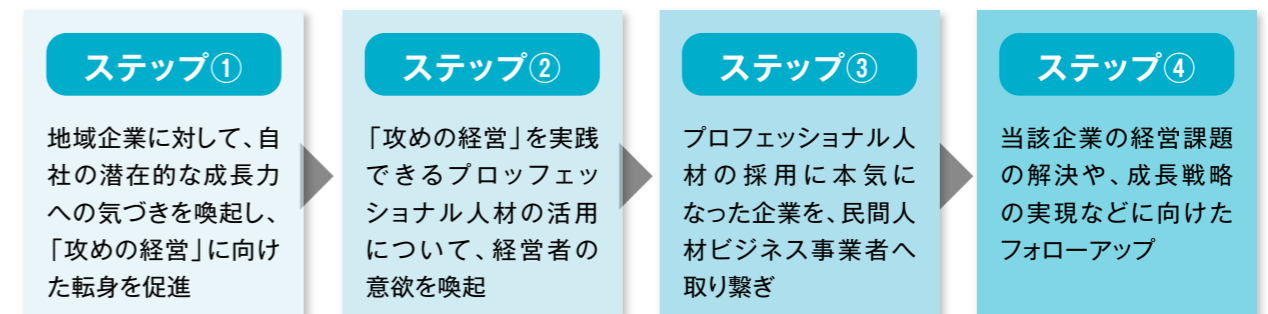 ステップ①
地域企業に対して、自
社の潜在的な成長力
への気づきを喚起し、
「攻めの経営」に向け
た転身を促進
ステップ②
「攻めの経営」を実践
できるプロッフェッ
ショナル人材の活用
について、経営者の
意欲を喚起
ステップ③
プロフェッショナル人
材の採用に本気に
なった企業を、民間人
材ビジネス事業者へ
取り繋ぎ
ステップ④
当該企業の経営課題
の解決や、成長戦略
の実現などに向けた
フォローアップ